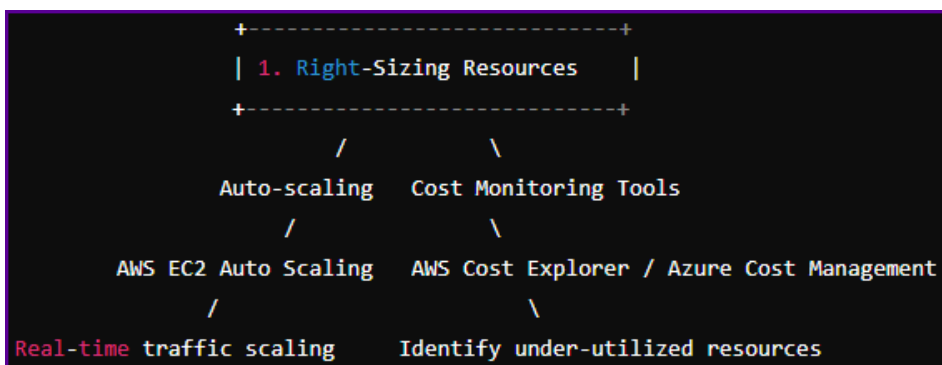 +-----------------------------+
| 1. Right-Sizing Resources    |
+-----------------------------+
/           \
Auto-scaling   Cost Monitoring Tools
/               \
AWS EC2 Auto Scaling   AWS Cost Explorer / Azure Cost Management
/                        \
Real-time traffic scaling     Identify under-utilized resources